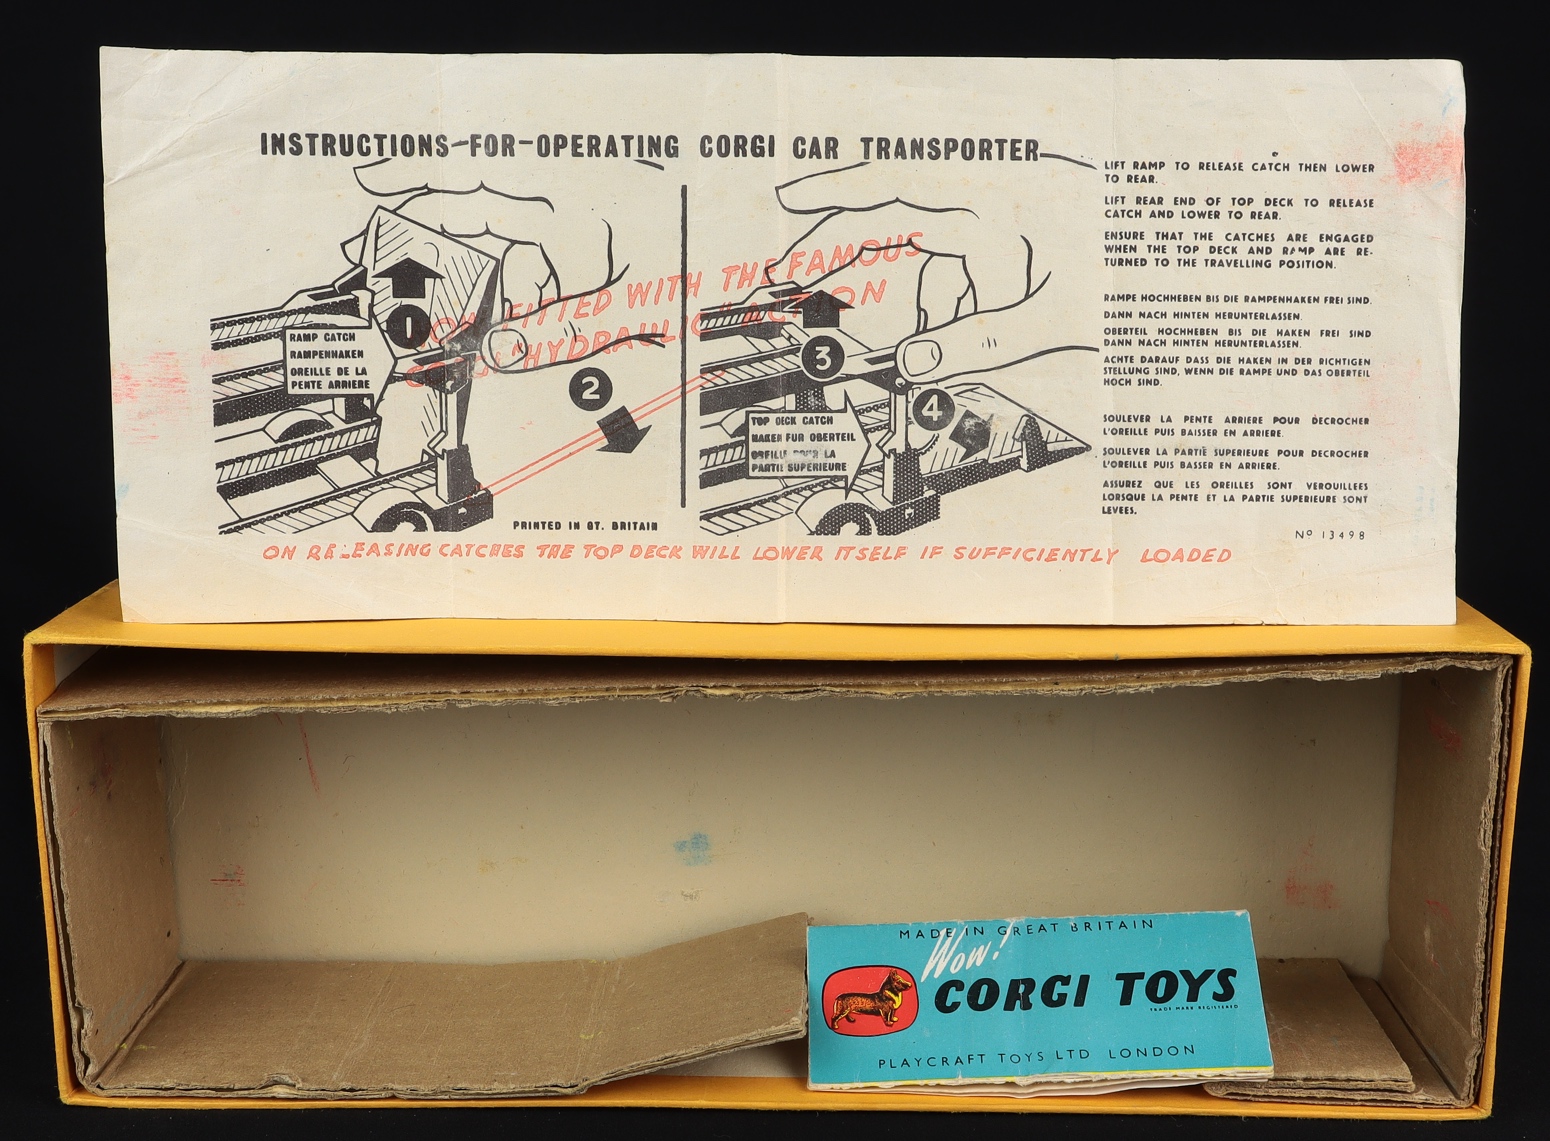 INSTRUCTIONS-FOR-OPERATING CORGI CAR TRANSPORTER
NOW FITTED WITH THE FAMOUS
CORGI "HYDRAULIC" ACTION
1
RAMP CATCH
RAMPENHAKEN
OREILLE DE LA
PENTE ARRIERE
2
PRINTED IN GT. BRITAIN
3
4
TOP DECK CATCH
HAKEN FUR OBERTEIL
OREILLE POUR LA
PARTIE SUPERIEURE
LIFT RAMP TO RELEASE CATCH THEN LOWER
TO REAR.
LIFT REAR END OF TOP DECK TO RELEASE
CATCH AND LOWER TO REAR.
ENSURE THAT THE CATCHES ARE ENGAGED
WHEN THE TOP DECK AND RAMP ARE RE-
TURNED TO THE TRAVELLING POSITION.
RAMPE HOCHHEBEN BIS DIE RAMPENHAKEN FREI SIND.
DANN NACH HINTEN HERUNTERLASSEN.
OBERTEIL HOCHHEBEN BIS DIE HAKEN FREI SIND
DANN NACH HINTEN HERUNTERLASSEN.
ACHTE DARAUF DASS DIE HAKEN IN DER RICHTIGEN
STELLUNG SIND, WENN DIE RAMPE UND DAS OBERTEIL
HOCH SIND.
SOULEVER LA PENTE ARRIERE POUR DECROCHER
L'OREILLE PUIS BAISSER EN ARRIERE.
SOULEVER LA PARTIE SUPERIEURE POUR DECROCHER
L'OREILLE PUIS BASSER EN ARRIERE.
ASSUREZ QUE LES OREILLES SONT VEROUILLEES
LORSQUE LA PENTE ET LA PARTIE SUPERIEURE SONT
LEVEES.
Nº 13498
ON RELEASING CATCHES THE TOP DECK WILL LOWER ITSELF IF SUFFICIENTLY LOADED
MADE IN GREAT BRITAIN
Wow!
CORGI TOYS
TRADE MARK REGISTERED
PLAYCRAFT TOYS LTD LONDON